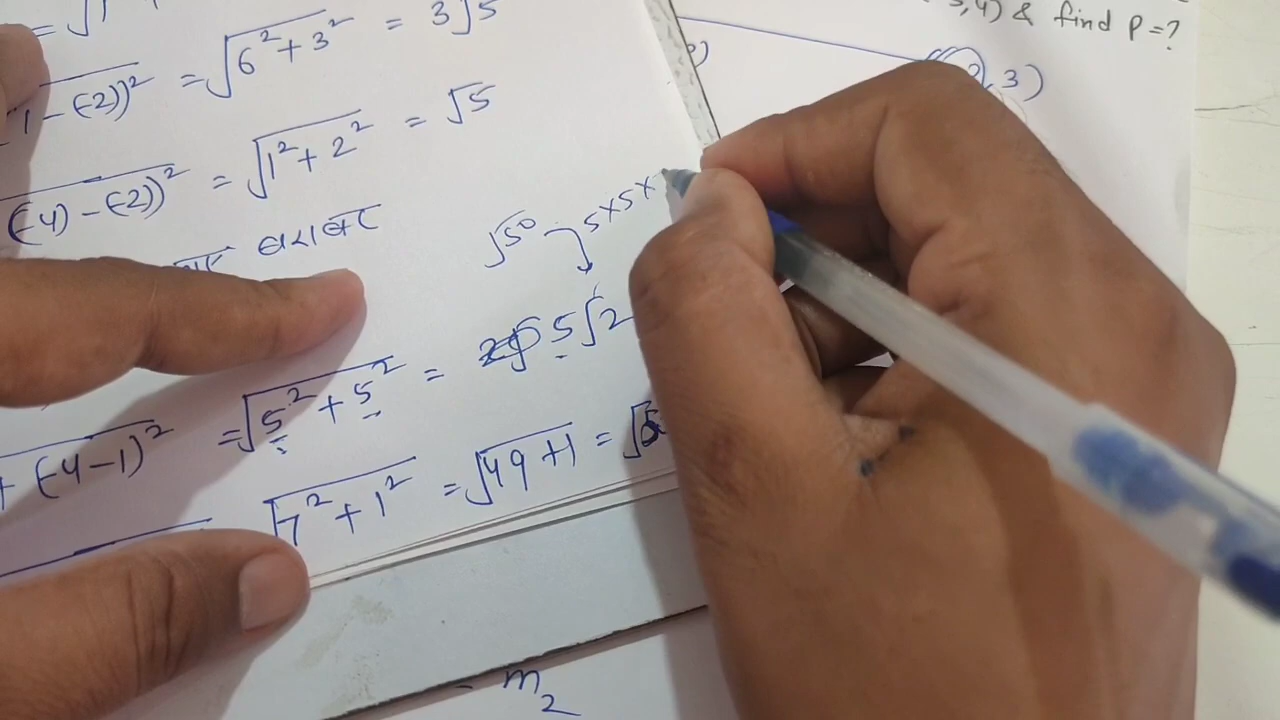 = √(6² + 3²) = 3√5
1 - (-2))² 
(-4) - (-2))² = √(1² + 2²) = √5
√50 5×5×
= √(5² + 5²) = 5√2
+ (-4-1)²
√(7² + 1²) = √(49 + 1) = √5
m₂
3,4) & find P=?
, 3)